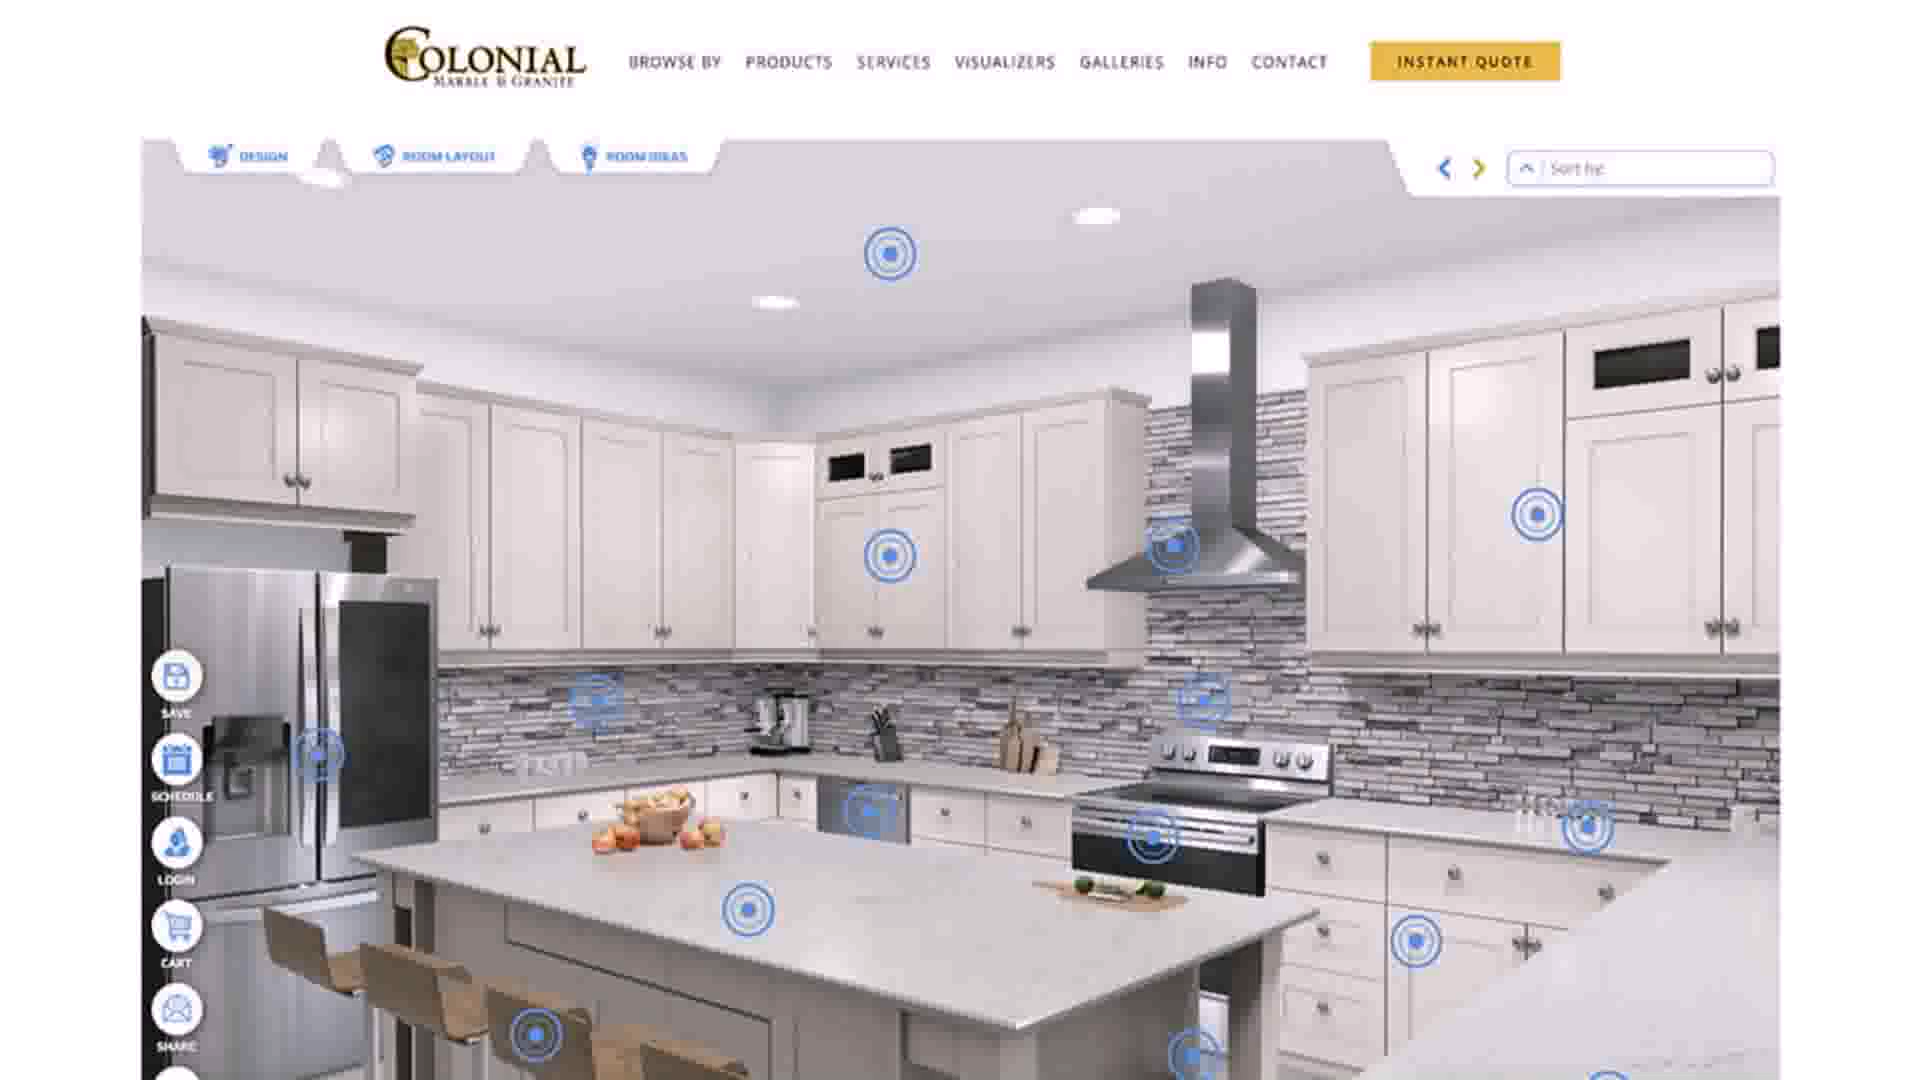 COLONIAL
MARBLE & GRANITE
BROWSE BY PRODUCTS SERVICES VISUALIZERS GALLERIES INFO CONTACT INSTANT QUOTE
DESIGN ROOM LAYOUT ROOM IDEAS Sort by:
SAVE
SCHEDULE
LOGIN
CART
SHARE